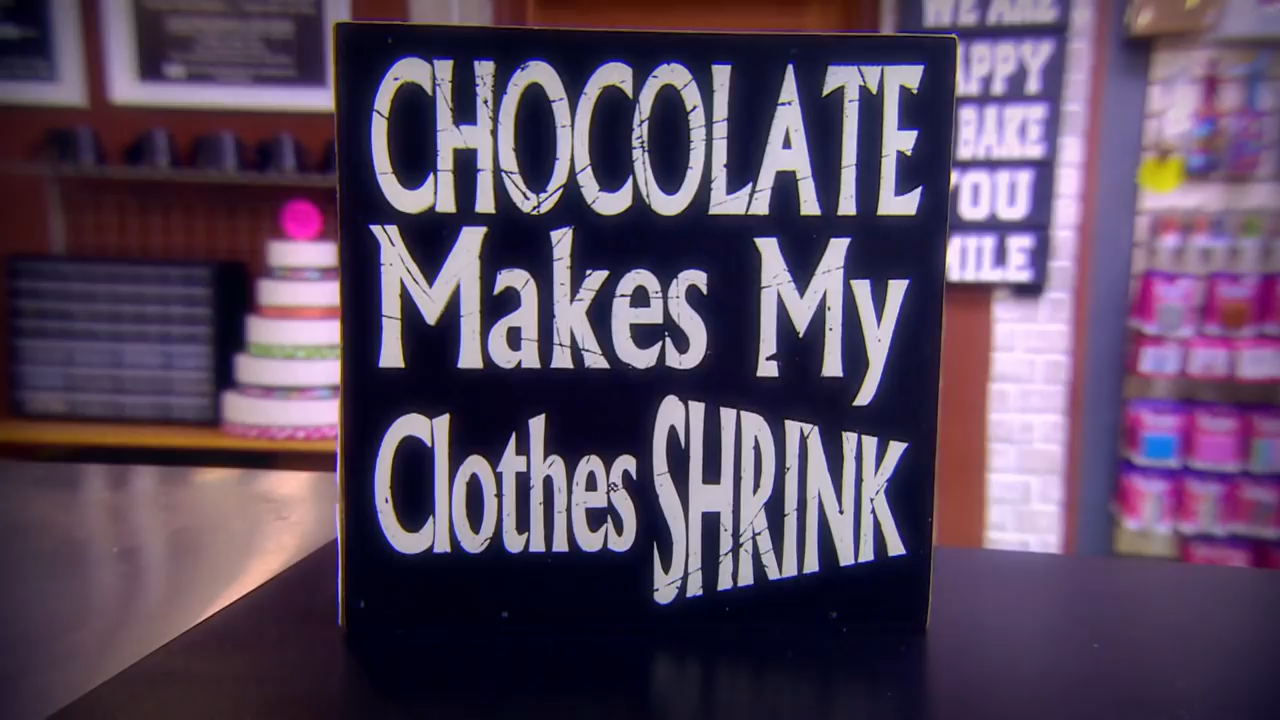 CHOCOLATE
Makes My
Clothes SHRINK
WE ARE
APPY
BAKE
YOU
MILE